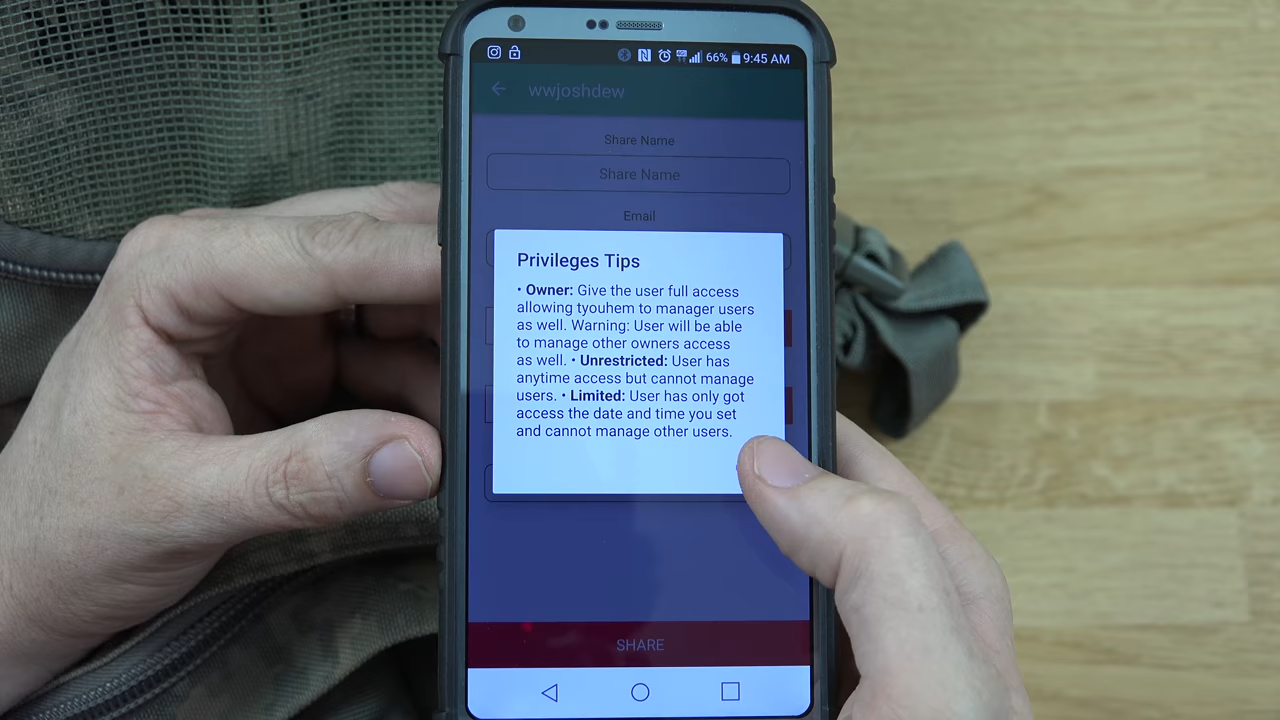 66% 9:45 AM
wwjoshdew
Share Name
Share Name
Email
Privileges Tips
• Owner: Give the user full access
allowing tyouhem to manager users
as well. Warning: User will be able
to manage other owners access
as well. • Unrestricted: User has
anytime access but cannot manage
users. • Limited: User has only got
access the date and time you set
and cannot manage other users.
SHARE